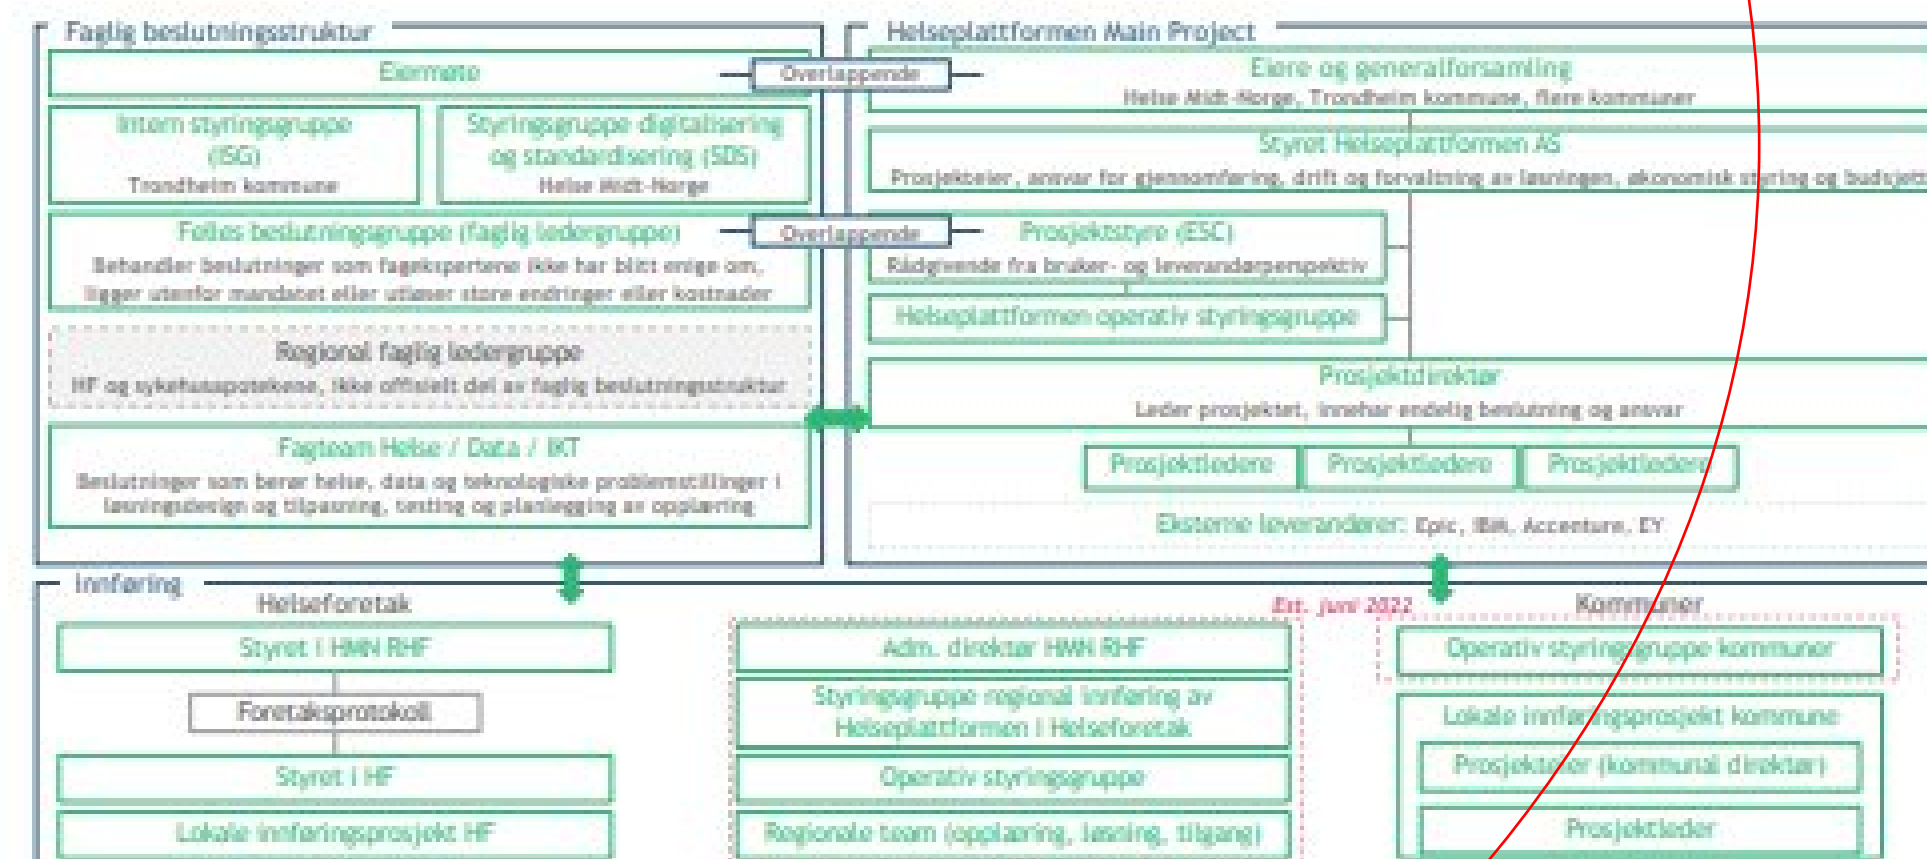 Faglig beslutningsstruktur
Eiermøte
Overlappende
Intern styringsgruppe
(ISG)
Trondheim kommune
Styringsgruppe digitalisering
og standardisering (SDS)
Helse Midt-Norge
Felles beslutningsgruppe (faglig ledergruppe)
Behandler beslutninger som fagekspertene ikke har blitt enige om,
ligger utenfor mandatet eller utløser store endringer eller kostnader
Overlappende
Regional faglig ledergruppe
HF og sykehusapotekene, ikke offisielt del av faglig beslutningsstruktur
Fagteam Helse / Data / IKT
Beslutninger som berør helse, data og teknologiske problemstillinger i
løsningsdesign og tilpasning, testing og planlegging av opplæring
Helseplattformen Main Project
Eiere og generalforsamling
Helse Midt-Norge, Trondheim kommune, flere kommuner
Styret Helseplattformen AS
Prosjekteier, ansvar for gjennomføring, drift og forvaltning av løsningen, økonomisk styring og budsjett
Prosjektstyre (ESC)
Rådgivende fra bruker- og leverandørperspektiv
Helseplattformen operativ styringsgruppe
Prosjektdirektør
Leder prosjektet, innehar endelig beslutning og ansvar
Prosjektledere
Prosjektledere
Prosjektledere
Eksterne leverandører: Epic, IBM, Accenture, EY
Innføring
Helseforetak
Styret i HMN RHF
Foretaksprotokoll
Styret i HF
Lokale innføringsprosjekt HF
Est. juni 2022
Adm. direktør HMN RHF
Styringsgruppe regional innføring av
Helseplattformen i Helseforetak
Operativ styringsgruppe
Regionale team (opplæring, løsning, tilgang)
Kommuner
Operativ styringsgruppe kommuner
Lokale innføringsprosjekt kommune
Prosjekteier (kommunal direktør)
Prosjektleder